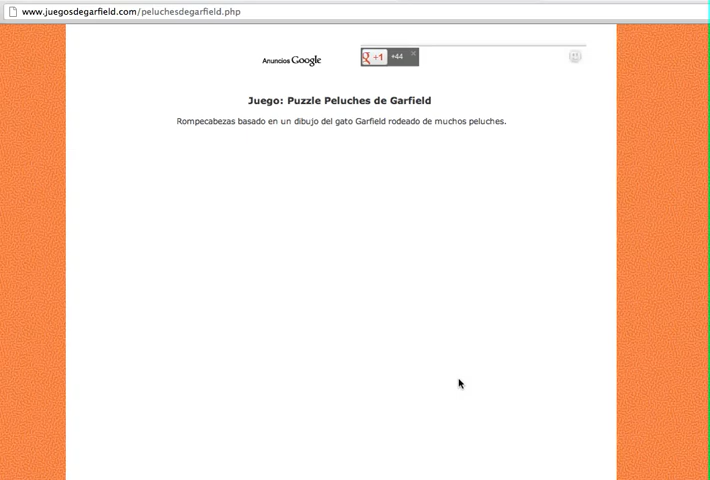 www.juegosdegarfield.com/peluchesdegarfield.php
Anuncios Google
g +1 +44
Juego: Puzzle Peluches de Garfield
Rompecabezas basado en un dibujo del gato Garfield rodeado de muchos peluches.